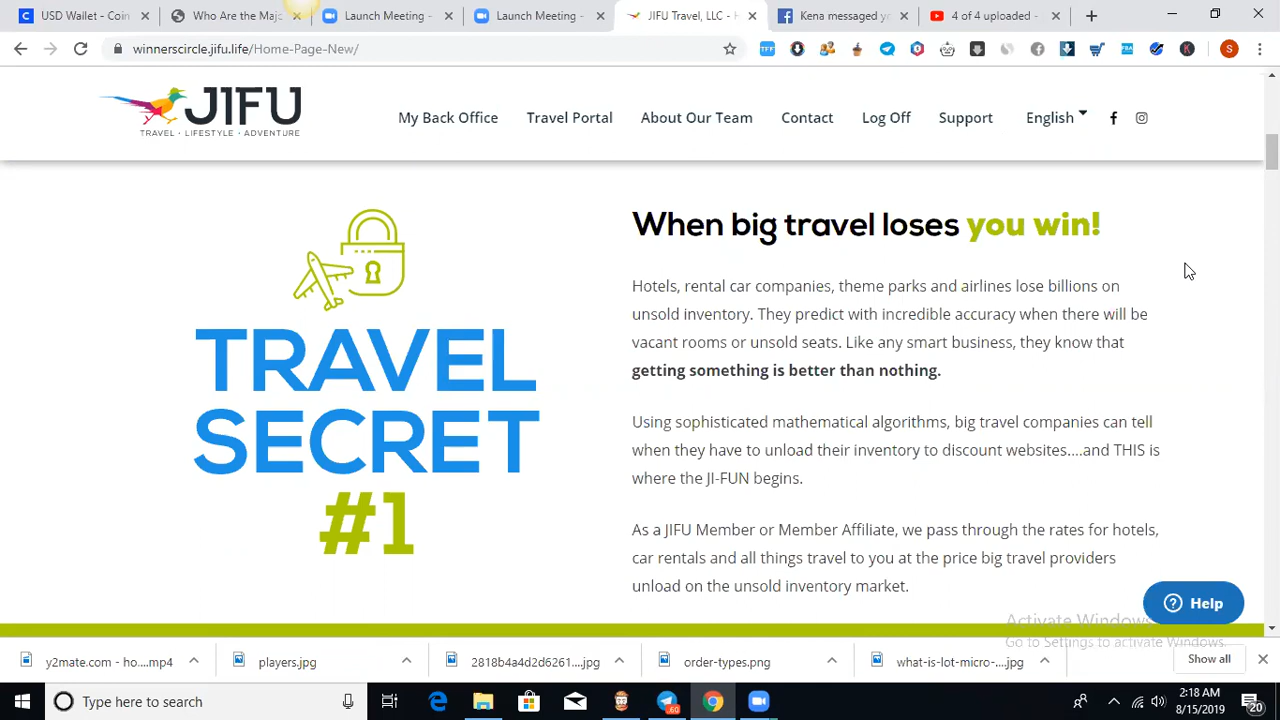 USD Wallet - Coin
Who Are the Majo
Launch Meeting -
Launch Meeting -
JIFU Travel, LLC -
Kena messaged yo
4 of 4 uploaded -
winnerscircle.jifu.life/Home-Page-New/
JIFU
TRAVEL · LIFESTYLE · ADVENTURE
My Back Office
Travel Portal
About Our Team
Contact
Log Off
Support
English
TRAVEL
SECRET
#1
When big travel loses you win!
Hotels, rental car companies, theme parks and airlines lose billions on
unsold inventory. They predict with incredible accuracy when there will be
vacant rooms or unsold seats. Like any smart business, they know that
getting something is better than nothing.
Using sophisticated mathematical algorithms, big travel companies can tell
when they have to unload their inventory to discount websites....and THIS is
where the JI-FUN begins.
As a JIFU Member or Member Affiliate, we pass through the rates for hotels,
car rentals and all things travel to you at the price big travel providers
unload on the unsold inventory market.
Help
Activate Windows
Go to Settings to activate Windows.
y2mate.com - ho....mp4
players.jpg
2818b4a4d2d6261....jpg
order-types.png
what-is-lot-micro-....jpg
Show all
Type here to search
2:18 AM
8/15/2019
20